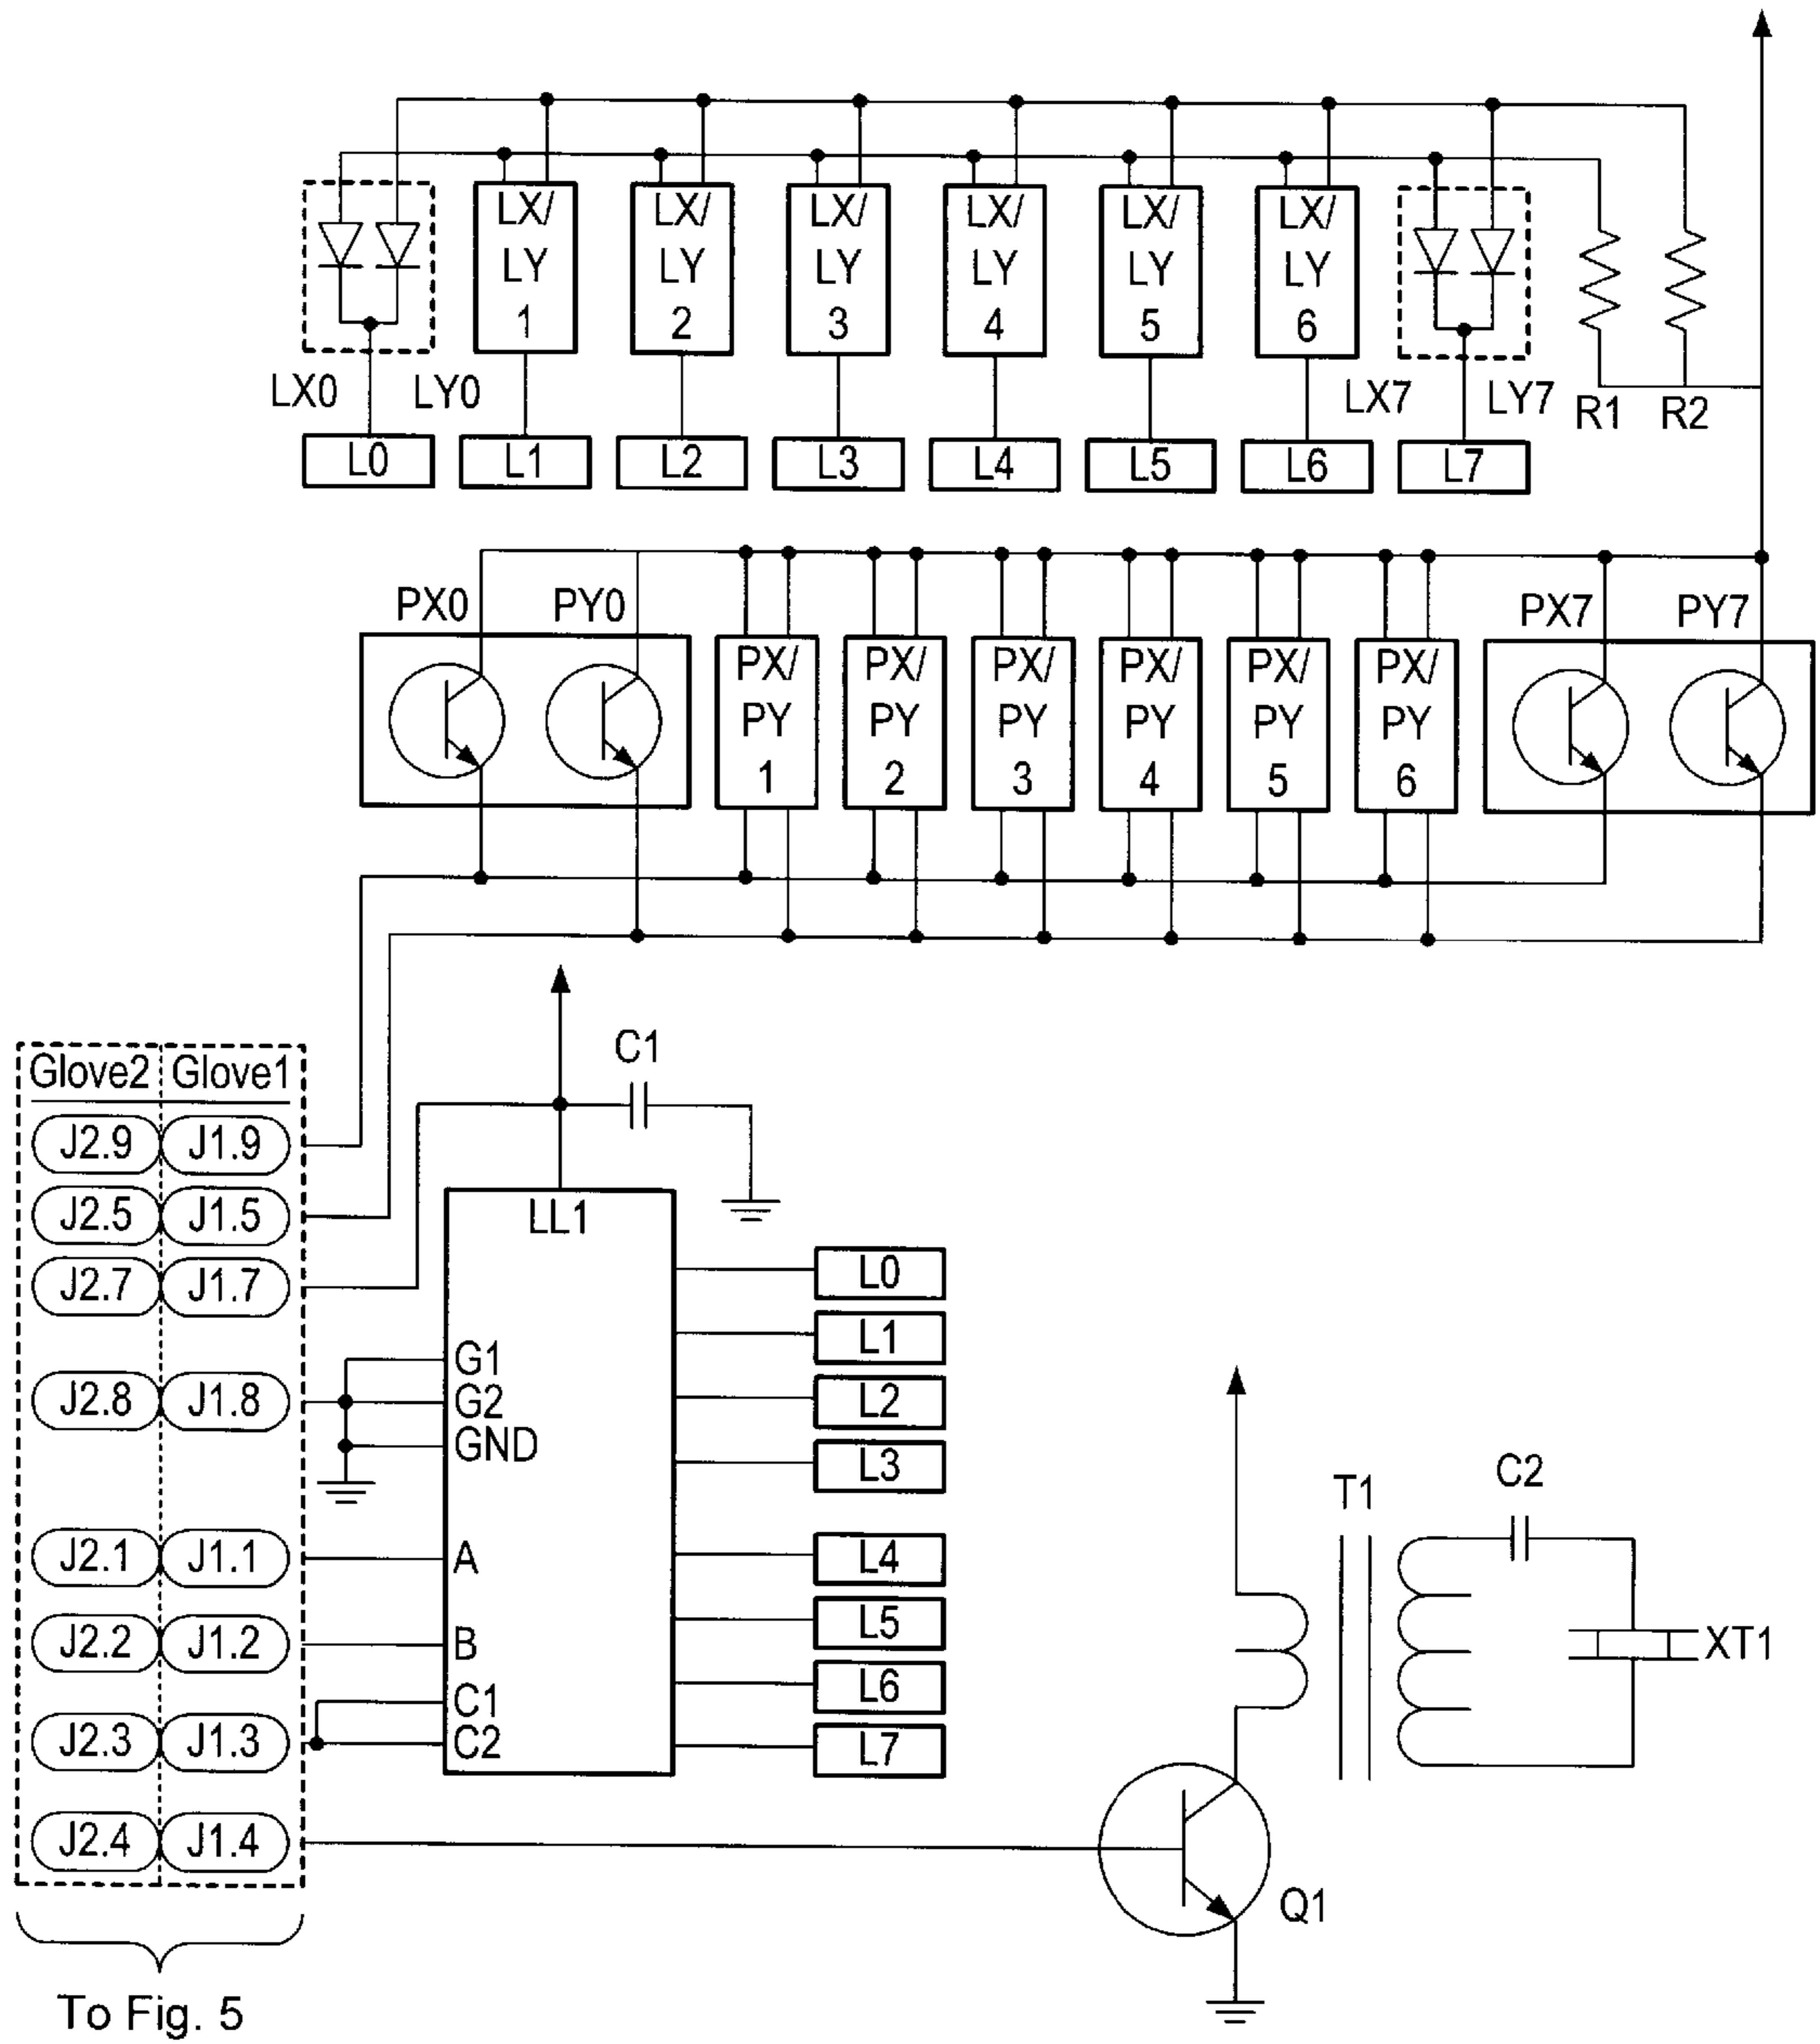 LX/ LX/ LX/ LX/ LX/ LX/
LY LY LY LY LY LY
1 2 3 4 5 6
LX0 LY0 LX7 LY7 R1 R2
L0 L1 L2 L3 L4 L5 L6 L7
PX0 PY0 PX7 PY7
PX/ PX/ PX/ PX/ PX/ PX/
PY PY PY PY PY PY
1 2 3 4 5 6
C1
Glove2 Glove1
J2.9 J1.9
J2.5 J1.5 LL1
J2.7 J1.7 L0
L1
G1
J2.8 J1.8 G2 L2
GND
L3
C2
T1
J2.1 J1.1 A L4
L5
J2.2 J1.2 B XT1
L6
C1
J2.3 J1.3 C2 L7
J2.4 J1.4
Q1
To Fig. 5